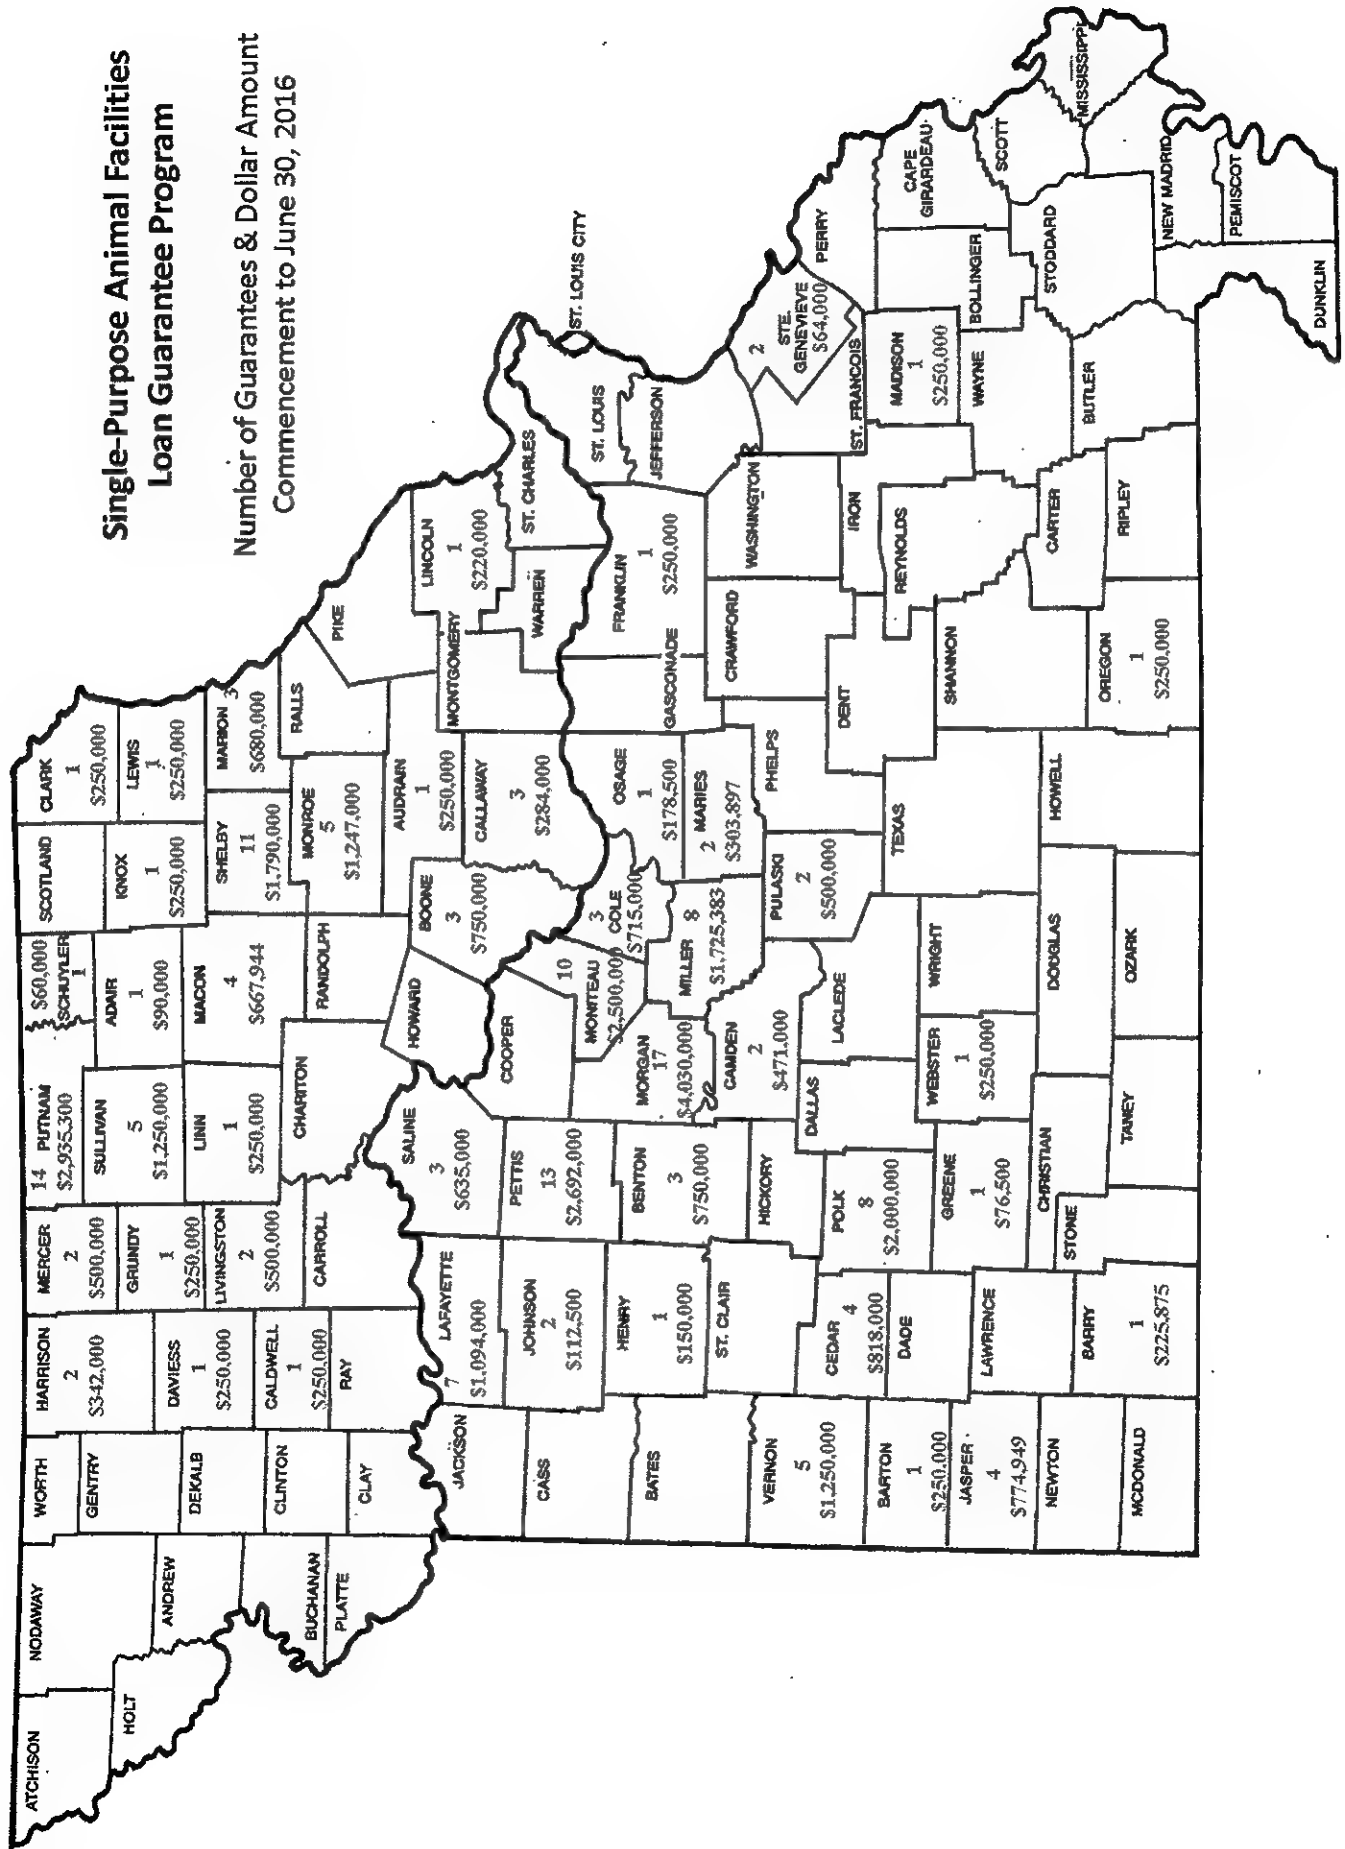 Single-Purpose Animal Facilities
Loan Guarantee Program
Number of Guarantees & Dollar Amount
Commencement to June 30, 2016
ATCHISON
NODAWAY
HOLT
ANDREW
BUCHANAN
PLATTE
WORTH
GENTRY
DEKALB
CLINTON
CLAY
HARRISON
2
$342,000
DAVIESS
1
$250,000
CALDWELL
1
$250,000
RAY
MERCER
2
$500,000
GRUNDY
1
$250,000
LIVINGSTON
2
$500,000
CARROLL
14 PUTNAM
$2,935,300
SULLIVAN
5
$1,250,000
LINN
1
$250,000
CHARITON
$60,000
SCHUYLER
1
ADAIR
1
$90,000
MACON
4
$667,944
RANDOLPH
HOWARD
SCOTLAND
KNOX
1
$250,000
SHELBY
11
$1,790,000
MONROE
5
$1,247,000
CLARK
1
$250,000
LEWIS
1
$250,000
MARION 3
$680,000
RALLS
PIKE
AUDRAIN
1
$250,000
BOONE
3
$750,000
CALLAWAY
3
$284,000
MONTGOMERY
LINCOLN
1
$220,000
WARREN
ST. CHARLES
ST. LOUIS CITY
ST. LOUIS
JEFFERSON
FRANKLIN
1
$250,000
GASCONADE
OSAGE
1
$178,500
MARIES
2
$303,897
3
COLE
$715,000
8
MILLER
$1,725,383
10
MONITEAU
$2,500,000
COOPER
MORGAN
17
$4,030,000
CAMDEN
2
$471,000
SALINE
3
$635,000
PETTIS
13
$2,692,000
BENTON
3
$750,000
HICKORY
LAFAYETTE
7
$1,094,000
JOHNSON
2
$112,500
HENRY
1
$150,000
ST. CLAIR
JACKSON
CASS
BATES
VERNON
5
$1,250,000
BARTON
1
$250,000
JASPER
4
$774,949
NEWTON
MCDONALD
CEDAR 4
$818,000
DADE
LAWRENCE
BARRY
1
$225,875
POLK
8
$2,000,000
GREENE
1
$76,500
CHRISTIAN
STONE
TANEY
DALLAS
LACLEDE
WEBSTER
1
$250,000
WRIGHT
DOUGLAS
OZARK
PULASKI
2
$500,000
PHELPS
TEXAS
HOWELL
DENT
CRAWFORD
WASHINGTON
IRON
REYNOLDS
SHANNON
OREGON
1
$250,000
CARTER
RIPLEY
2
STE.
GENEVIEVE
$64,000
ST. FRANCOIS
PERRY
MADISON
1
$250,000
WAYNE
BUTLER
BOLLINGER
CAPE
GIRARDEAU
SCOTT
STODDARD
MISSISSIPPI
NEW MADRID
PEMISCOT
DUNKLIN